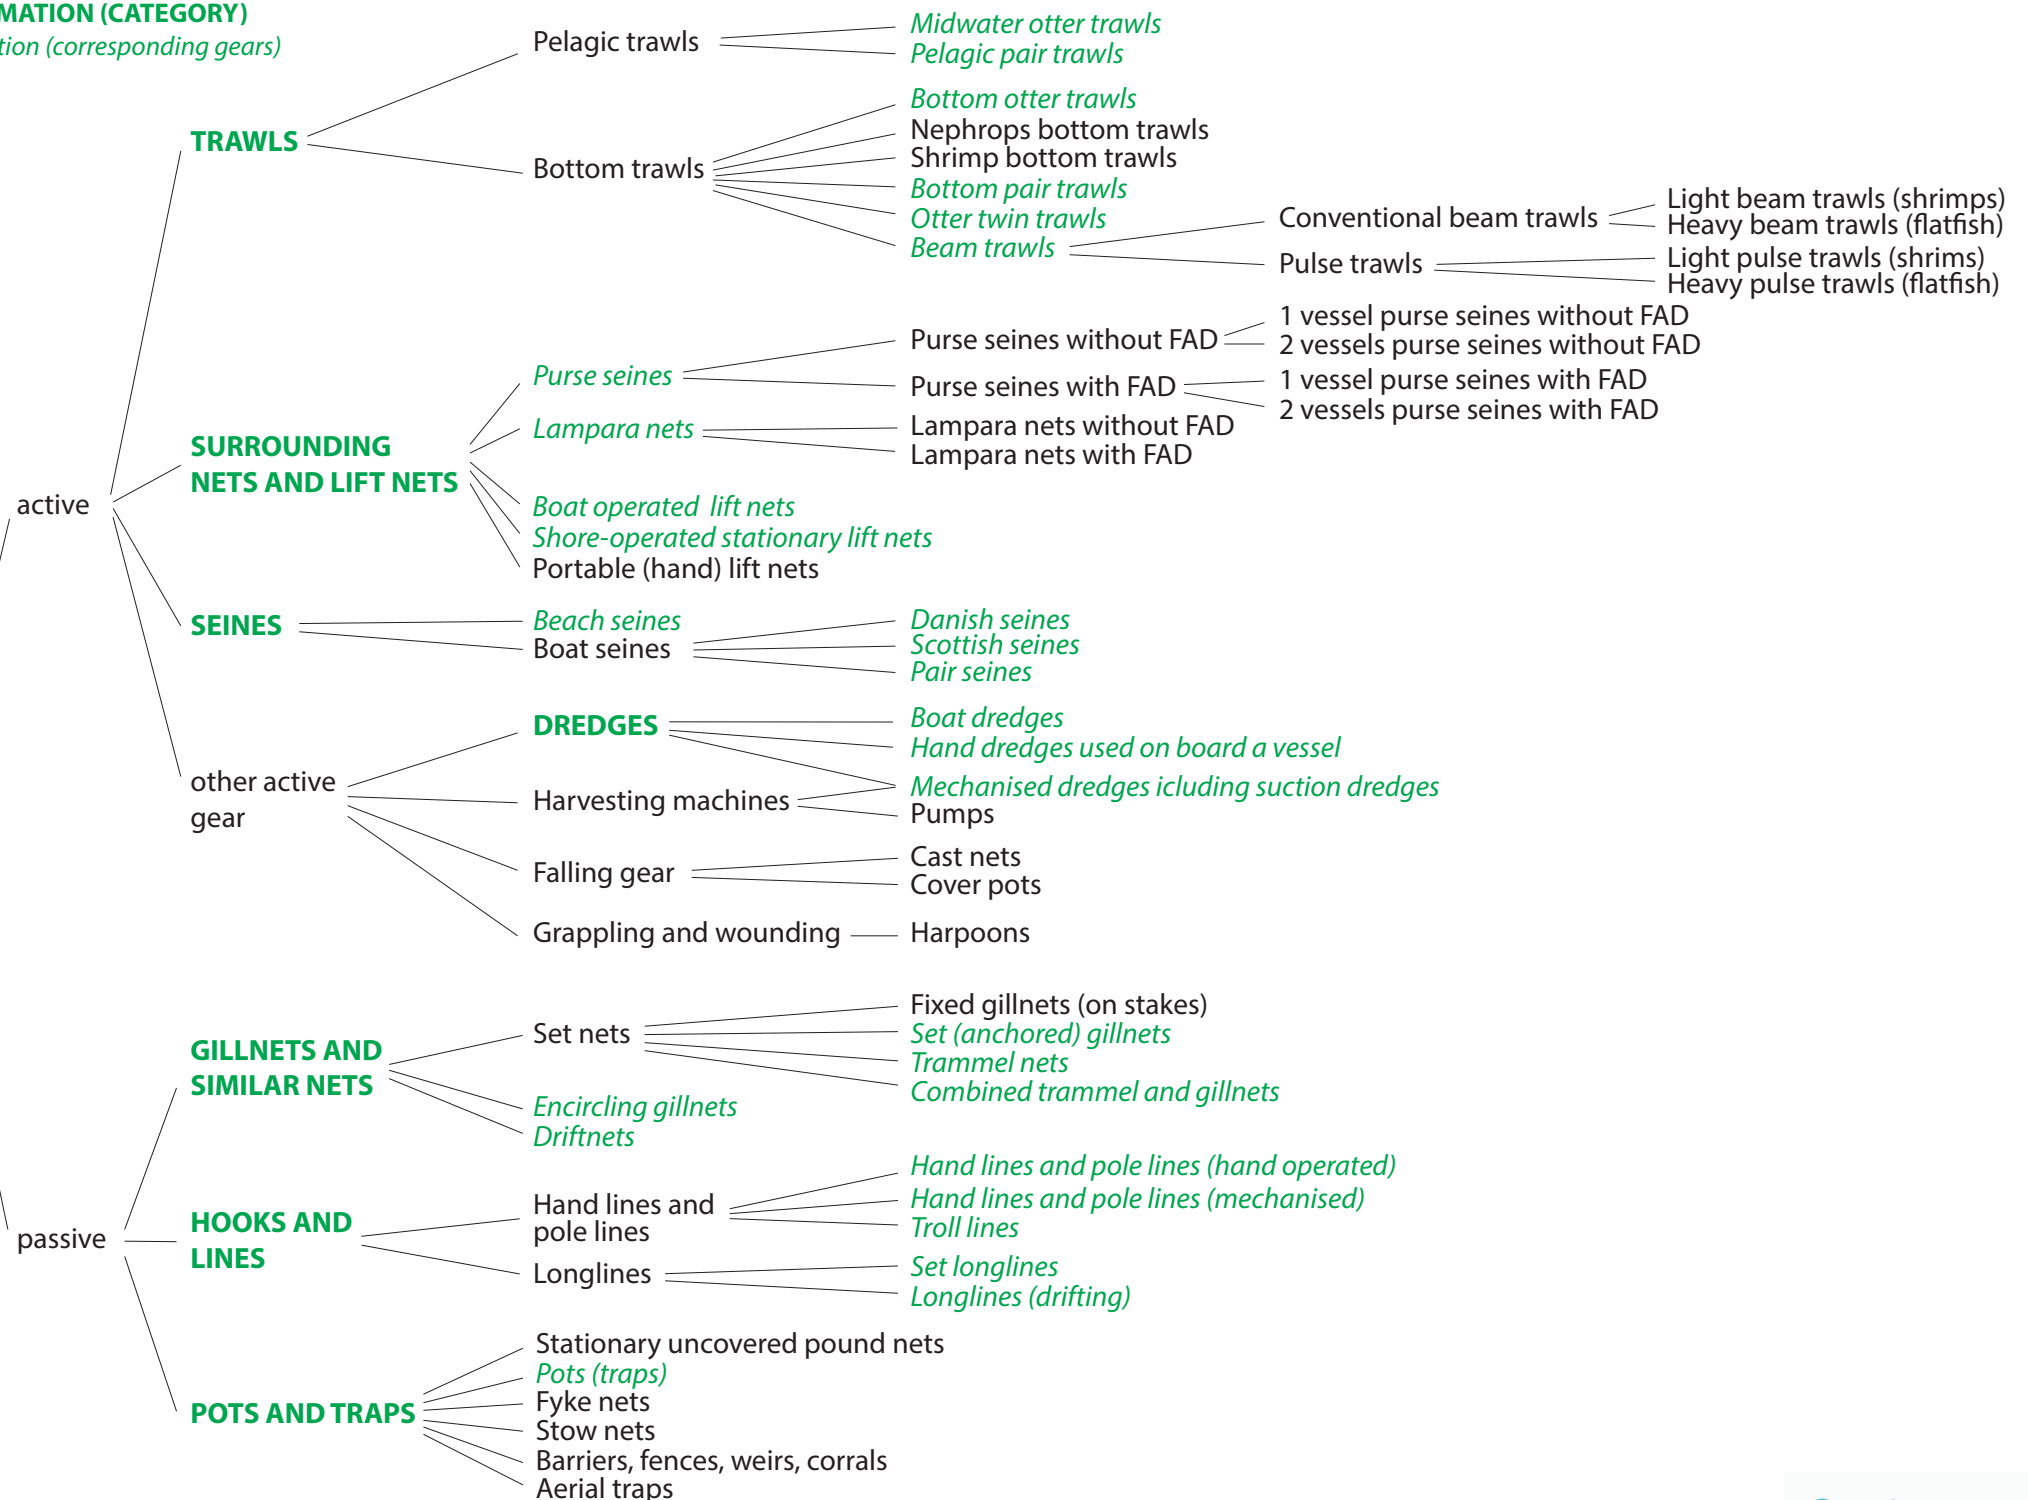 MATION (CATEGORY)
tion (corresponding gears)
active
TRAWLS
Pelagic trawls
Midwater otter trawls
Pelagic pair trawls
Bottom trawls
Bottom otter trawls
Nephrops bottom trawls
Shrimp bottom trawls
Bottom pair trawls
Otter twin trawls
Beam trawls
Conventional beam trawls
Light beam trawls (shrimps)
Heavy beam trawls (flatfish)
Pulse trawls
Light pulse trawls (shrims)
Heavy pulse trawls (flatfish)
SURROUNDING
NETS AND LIFT NETS
Purse seines
Purse seines without FAD
1 vessel purse seines without FAD
2 vessels purse seines without FAD
Purse seines with FAD
1 vessel purse seines with FAD
2 vessels purse seines with FAD
Lampara nets
Lampara nets without FAD
Lampara nets with FAD
Boat operated lift nets
Shore-operated stationary lift nets
Portable (hand) lift nets
SEINES
Beach seines
Boat seines
Danish seines
Scottish seines
Pair seines
other active
gear
DREDGES
Boat dredges
Hand dredges used on board a vessel
Mechanised dredges icluding suction dredges
Harvesting machines
Pumps
Falling gear
Cast nets
Cover pots
Grappling and wounding
Harpoons
passive
GILLNETS AND
SIMILAR NETS
Set nets
Fixed gillnets (on stakes)
Set (anchored) gillnets
Trammel nets
Combined trammel and gillnets
Encircling gillnets
Driftnets
HOOKS AND
LINES
Hand lines and
pole lines
Hand lines and pole lines (hand operated)
Hand lines and pole lines (mechanised)
Troll lines
Longlines
Set longlines
Longlines (drifting)
POTS AND TRAPS
Stationary uncovered pound nets
Pots (traps)
Fyke nets
Stow nets
Barriers, fences, weirs, corrals
Aerial traps